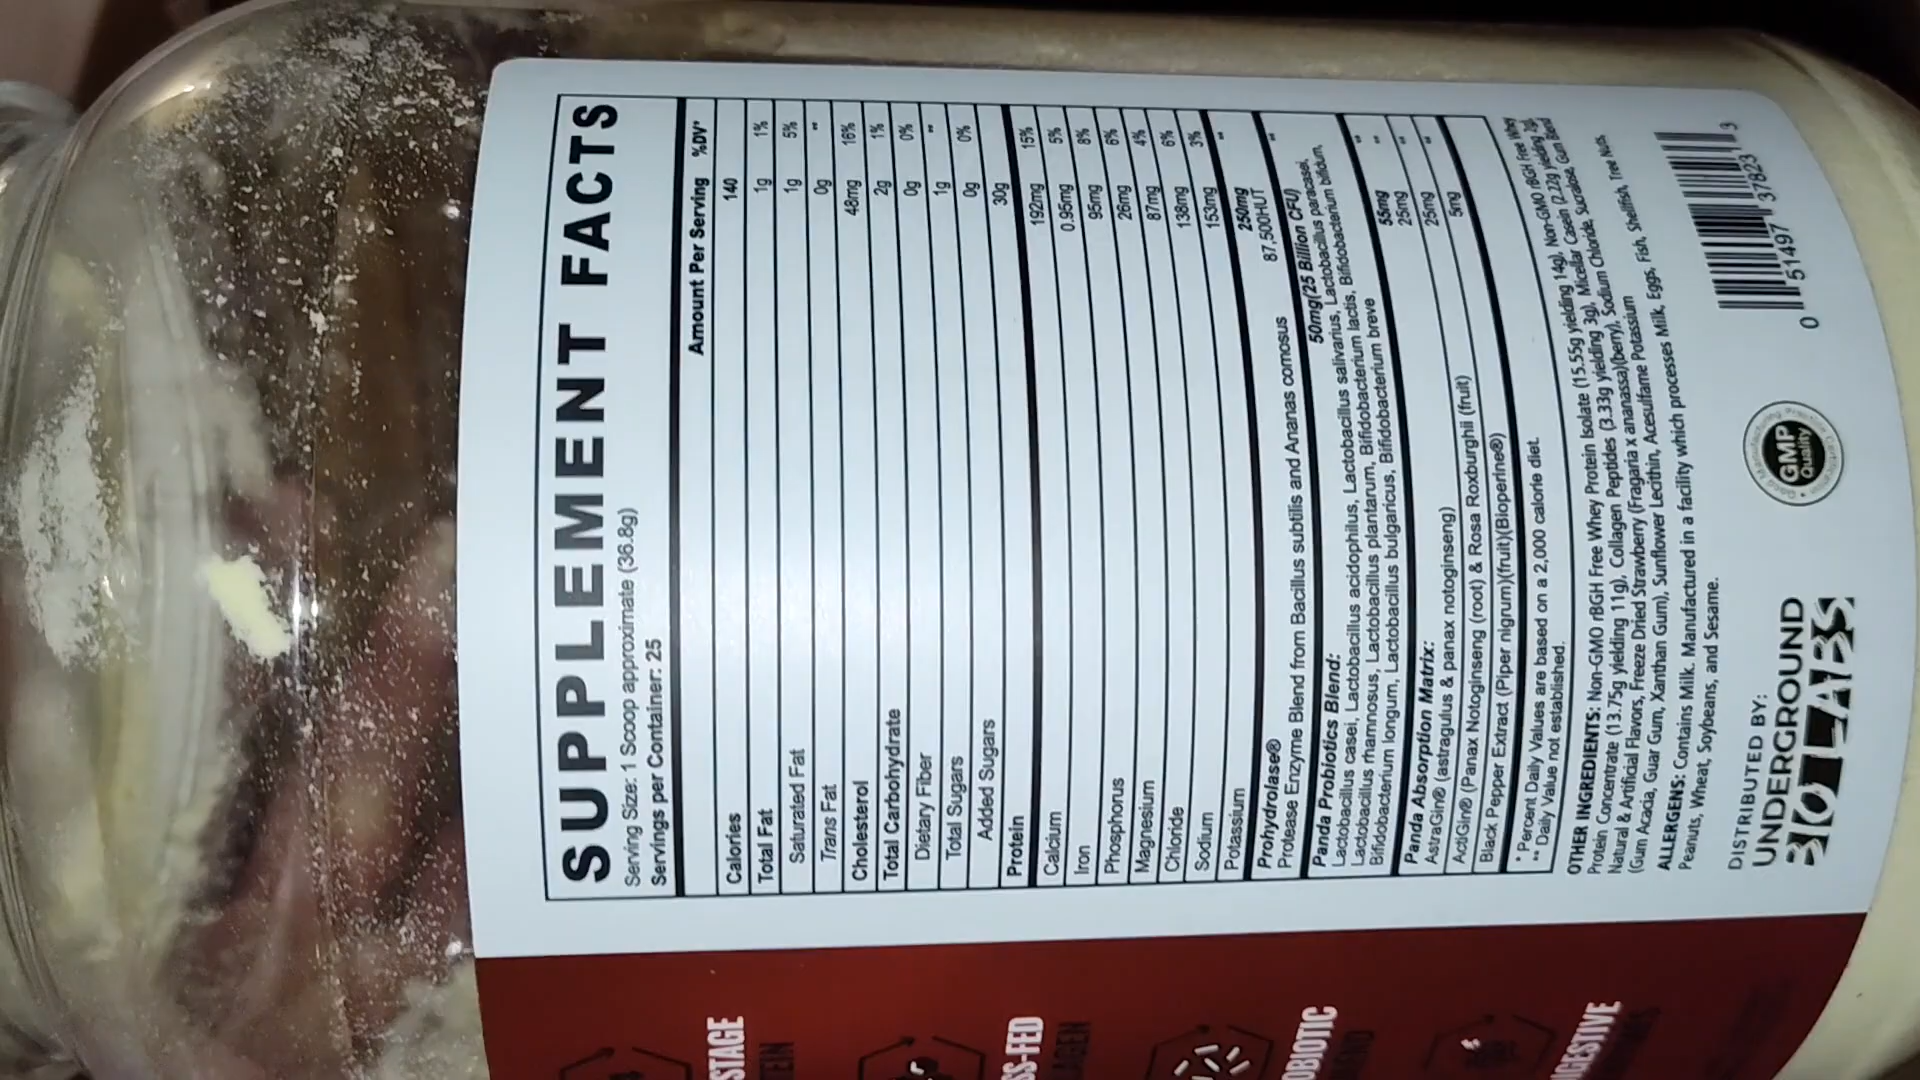 SUPPLEMENT FACTS
Serving Size: 1 Scoop approximate (36.8g)
Servings per Container: 25
Amount Per Serving %DV*
Calories 140
Total Fat 1g 1%
Saturated Fat 1g 5%
Trans Fat 0g **
Cholesterol 48mg 16%
Total Carbohydrate 2g 1%
Dietary Fiber 0g 0%
Total Sugars 1g **
Added Sugars 0g 0%
Protein 30g
Calcium 192mg 15%
Iron 0.95mg 5%
Phosphorus 95mg 8%
Magnesium 26mg 6%
Chloride 87mg 4%
Sodium 138mg 6%
Potassium 153mg 3%
Prohydrolase® 250mg **
Protease Enzyme Blend from Bacillus subtilis and Ananas comosus 87,500HUT
Panda Probiotics Blend: 50mg(25 Billion CFU) **
Lactobacillus casei, Lactobacillus acidophilus, Lactobacillus salivarius, Lactobacillus paracasei,
Lactobacillus rhamnosus, Lactobacillus plantarum, Bifidobacterium lactis, Bifidobacterium bifidum,
Bifidobacterium longum, Lactobacillus bulgaricus, Bifidobacterium breve
Panda Absorption Matrix: 55mg **
AstraGin® (astragulus & panax notoginseng) 25mg **
ActiGin® (Panax Notoginseng (root) & Rosa Roxburghii (fruit) 25mg **
Black Pepper Extract (Piper nigrum)(fruit)(Bioperine®) 5mg **
* Percent Daily Values are based on a 2,000 calorie diet.
** Daily Value not established.
OTHER INGREDIENTS: Non-GMO rBGH Free Whey Protein Isolate (15.55g yielding 14g), Non-GMO rBGH Free Whey
Protein Concentrate (13.75g yielding 11g), Collagen Peptides (3.33g yielding 3g), Micellar Casein (2.22g yielding 2g),
Natural & Artificial Flavors, Freeze Dried Strawberry (Fragaria x ananassa)(berry), Sodium Chloride, Sucralose, Gum Blend
(Gum Acacia, Guar Gum, Xanthan Gum), Sunflower Lecithin, Acesulfame Potassium
ALLERGENS: Contains Milk. Manufactured in a facility which processes Milk, Eggs, Fish, Shellfish, Tree Nuts,
Peanuts, Wheat, Soybeans, and Sesame.
DISTRIBUTED BY:
UNDERGROUND
BIO LABS
GMP
Quality
0 51497 37823 3
STAGE
SS-FED
OBIOTIC
IGESTIVE